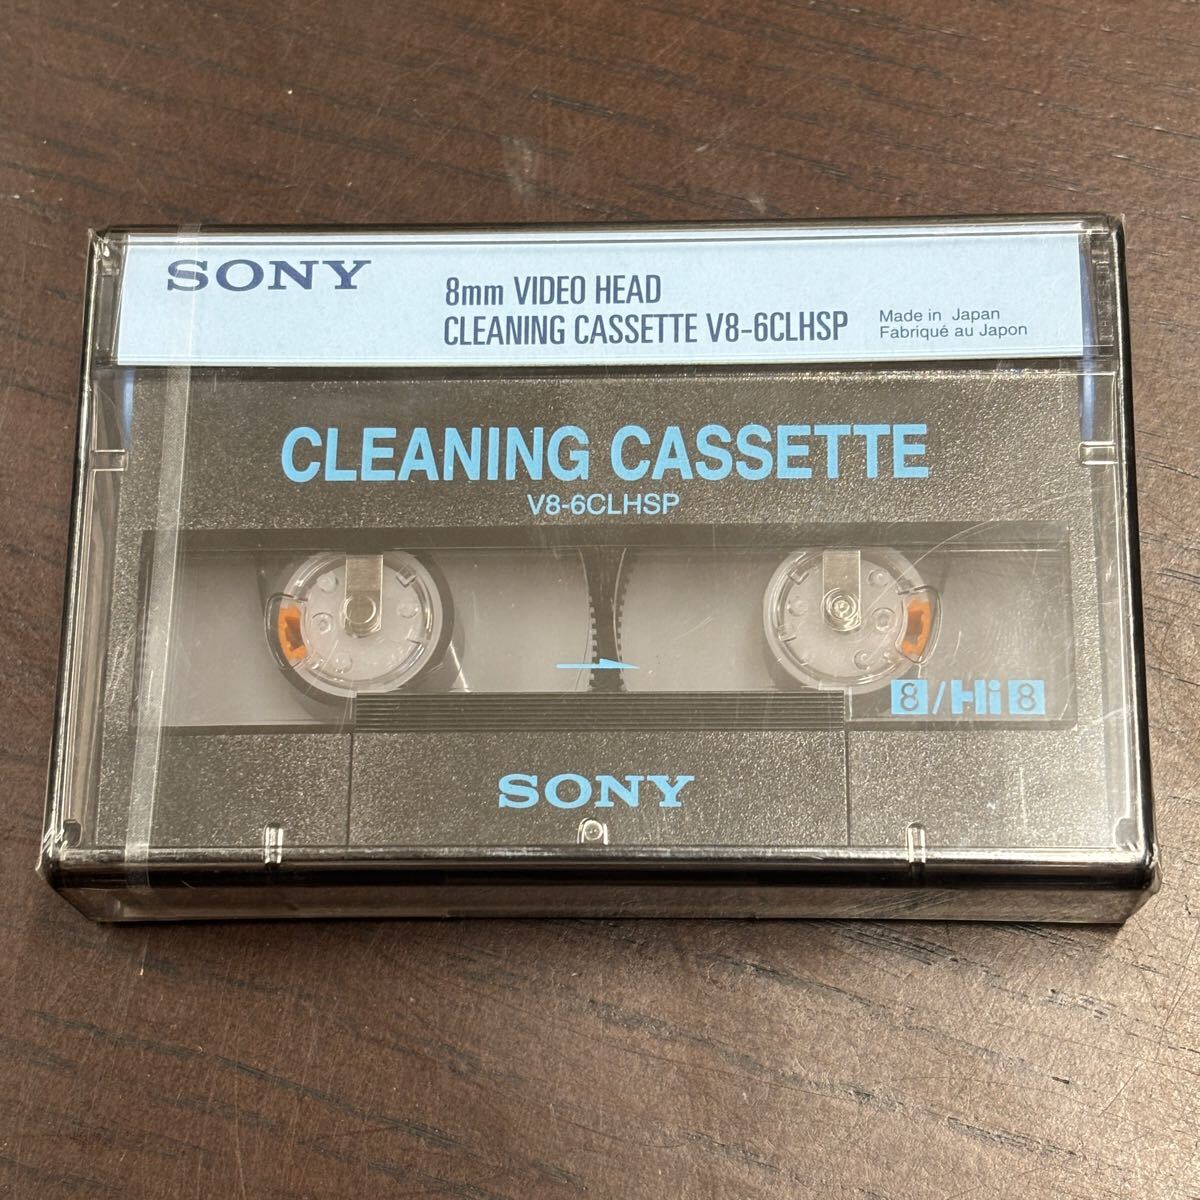 SONY
8mm VIDEO HEAD
CLEANING CASSETTE V8-6CLHSP
Made in Japan
Fabriqué au Japon
CLEANING CASSETTE
V8-6CLHSP
8/Hi8
SONY